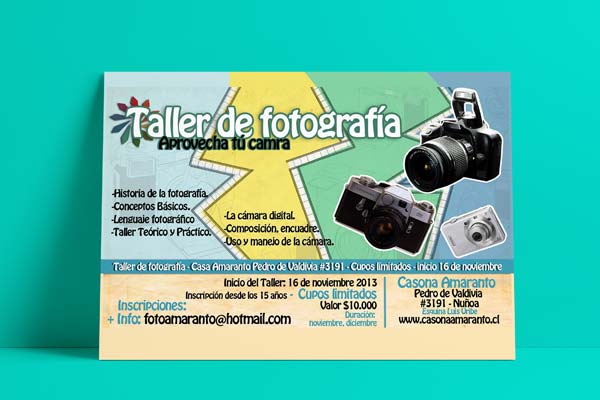 Taller de fotografía
Aprovecha tú camra
-Historia de la fotografía.
-Conceptos Básicos.
-Lenguaje fotográfico
-Taller Teórico y Práctico.
-La cámara digital.
-Composición, encuadre.
-Uso y manejo de la cámara.
Taller de fotografía - Casa Amaranto Pedro de Valdivia #3191 - Cupos limitados - inicio 16 de noviembre
Inicio del Taller: 16 de noviembre 2013
Inscripción desde los 15 años - Cupos limitados
Valor $10.000
Duración:
noviembre, diciembre
Inscripciones:
+ Info: fotoamaranto@hotmail.com
Casona Amaranto
Pedro de Valdivia
#3191 - Nuñoa
Esquina Luis Uribe
www.casonaamaranto.cl